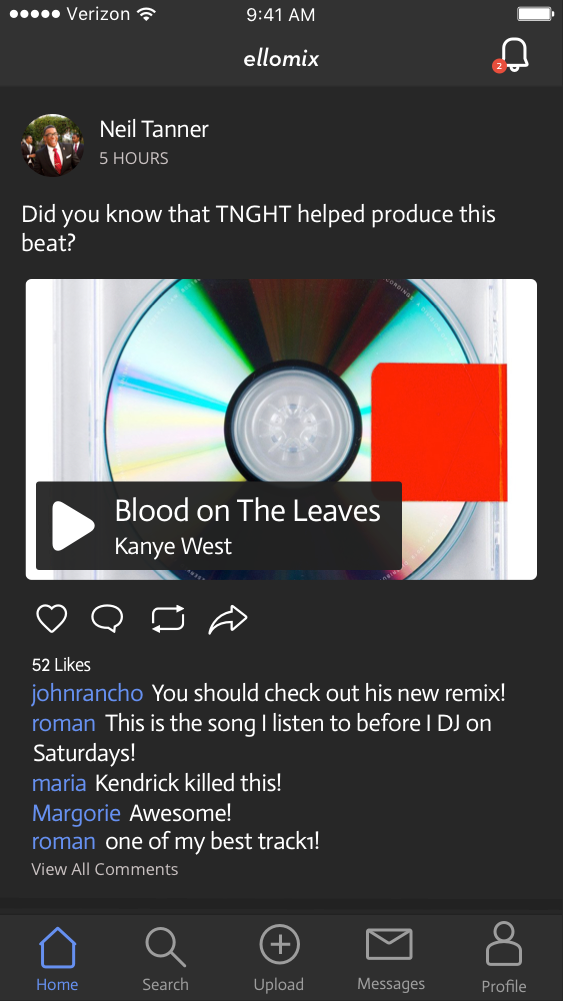 Verizon 9:41 AM
ellomix
2
Neil Tanner
5 HOURS
Did you know that TNGHT helped produce this
beat?
Blood on The Leaves
Kanye West
52 Likes
johnrancho You should check out his new remix!
roman This is the song I listen to before I DJ on
Saturdays!
maria Kendrick killed this!
Margorie Awesome!
roman one of my best track1!
View All Comments
Home Search Upload Messages Profile